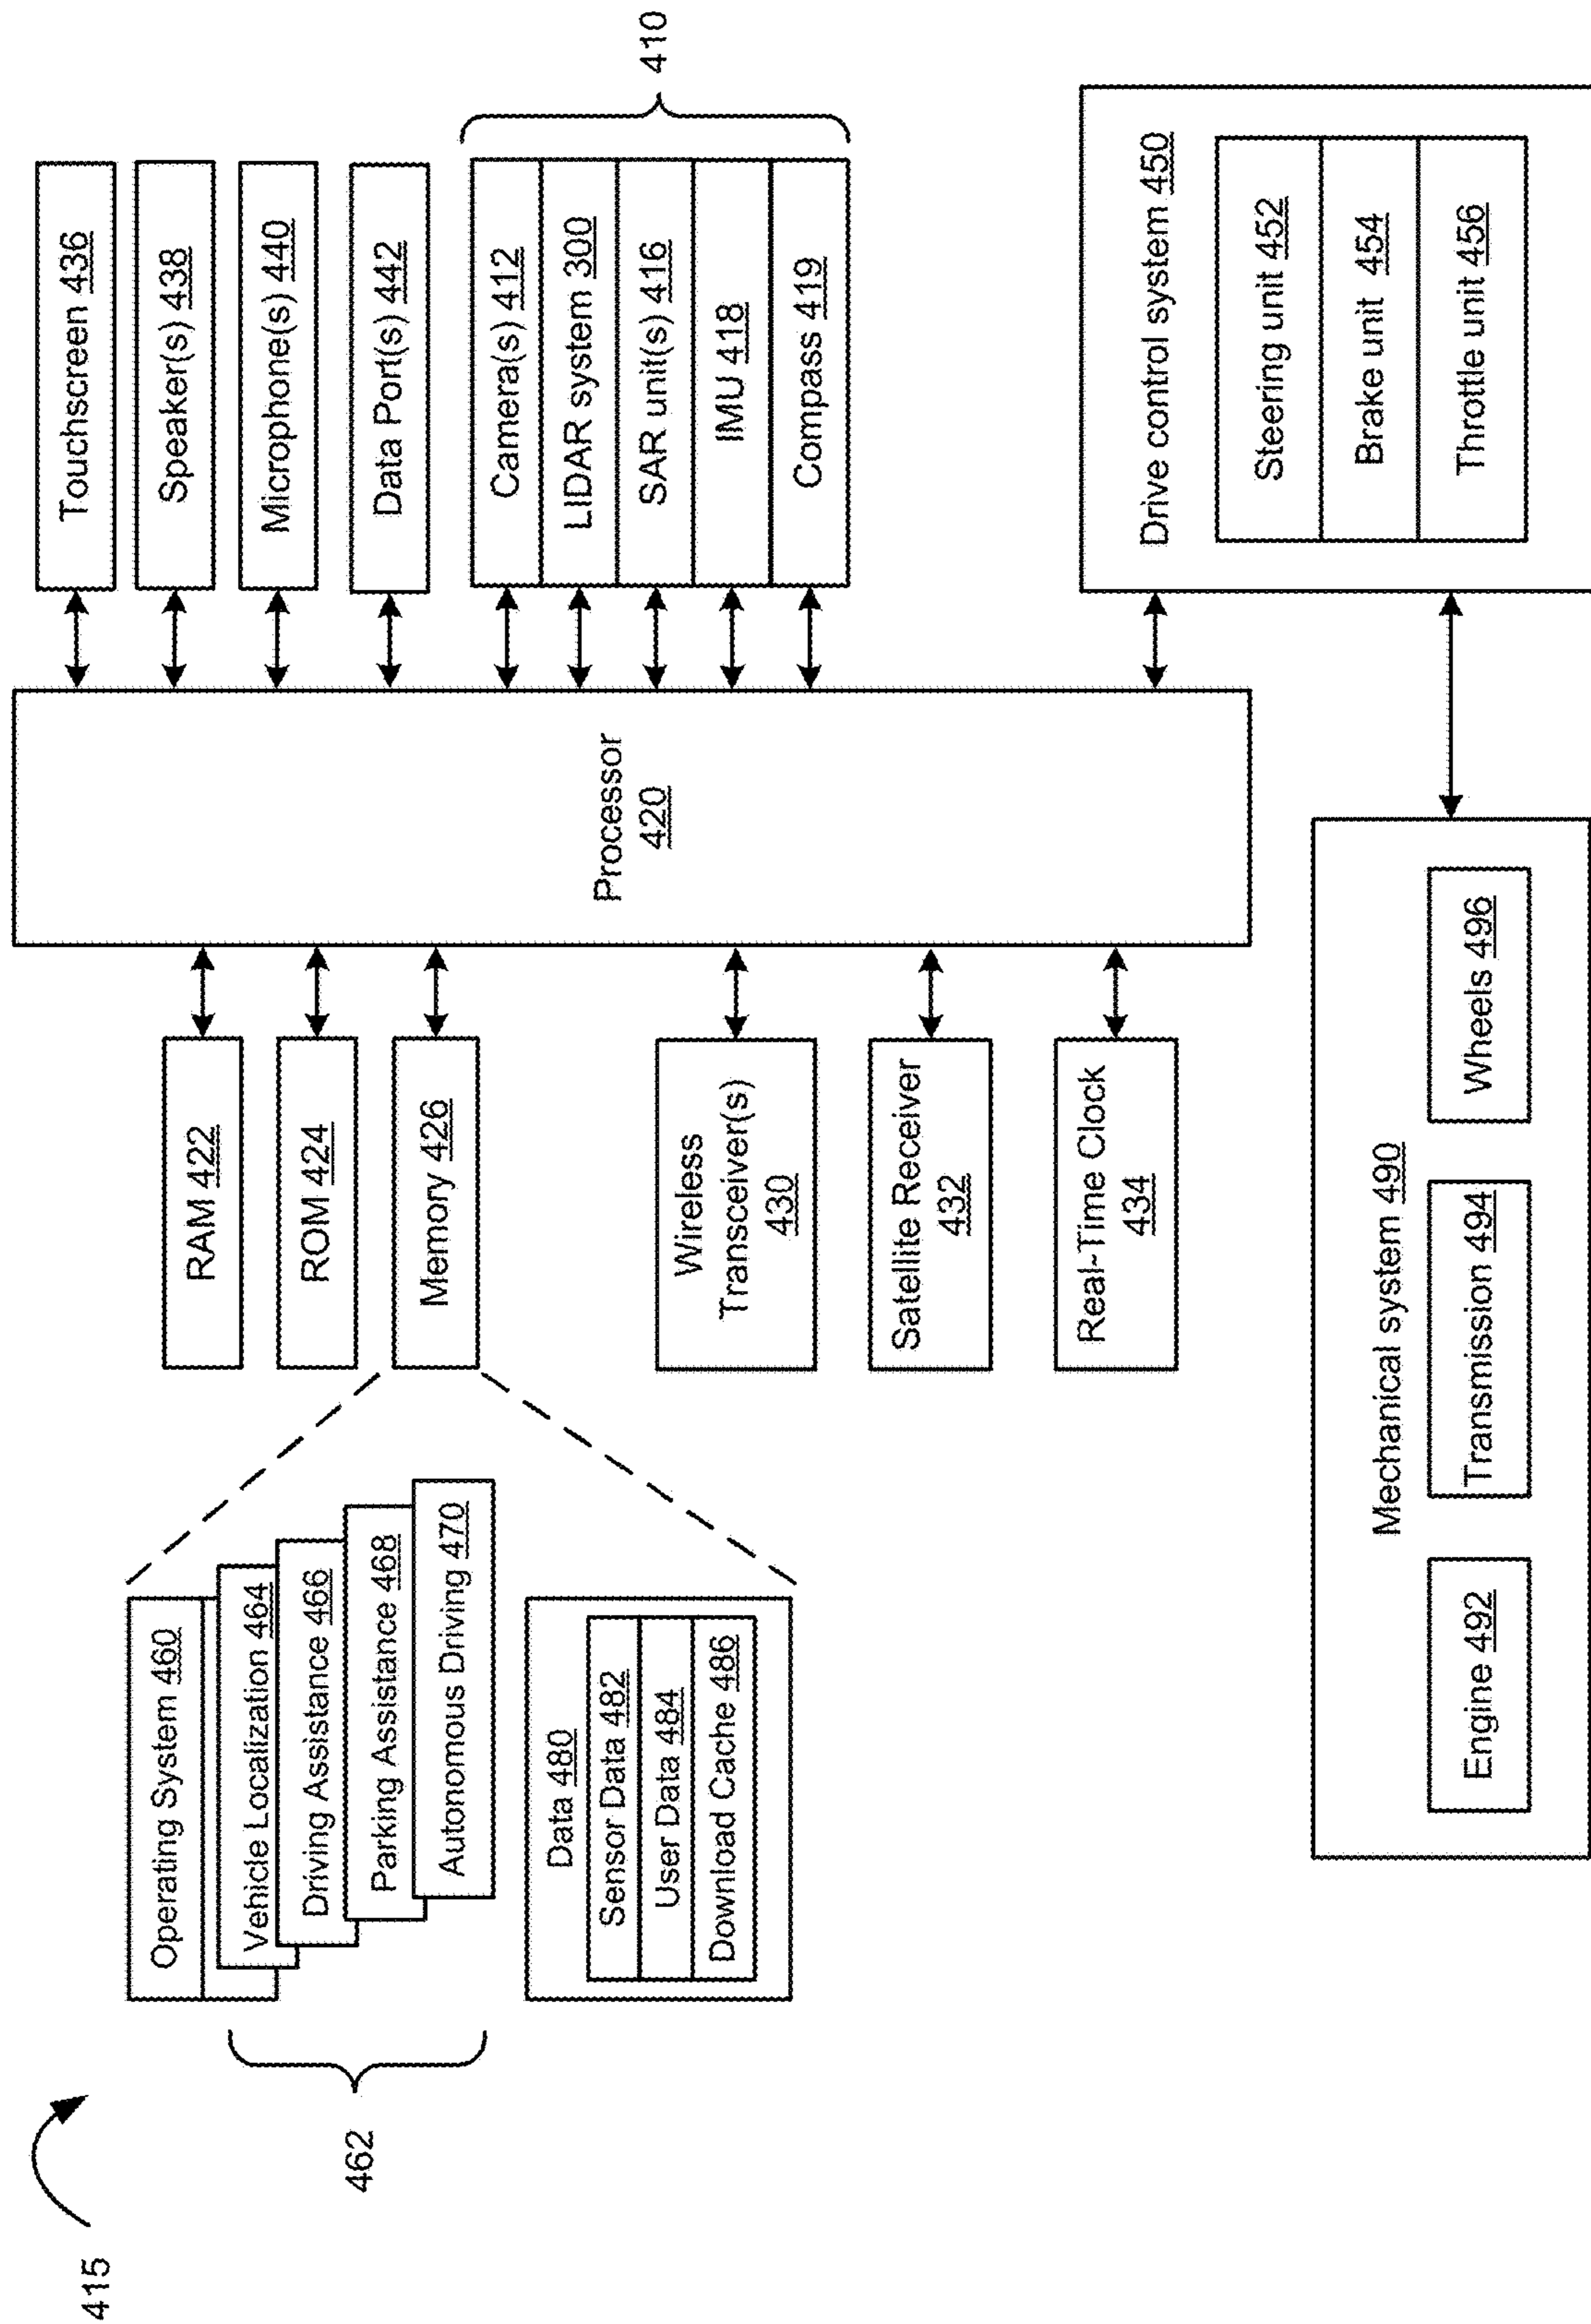 415
462
Operating System 460
Vehicle Localization 464
Driving Assistance 466
Parking Assistance 468
Autonomous Driving 470
Data 480
Sensor Data 482
User Data 484
Download Cache 486
RAM 422
ROM 424
Memory 426
Wireless
Transceiver(s)
430
Satellite Receiver
432
Real-Time Clock
434
Processor
420
Touchscreen 436
Speaker(s) 438
Microphone(s) 440
Data Port(s) 442
Camera(s) 412
LIDAR system 300
SAR unit(s) 416
IMU 418
Compass 419
410
Drive control system 450
Steering unit 452
Brake unit 454
Throttle unit 456
Mechanical system 490
Engine 492
Transmission 494
Wheels 496